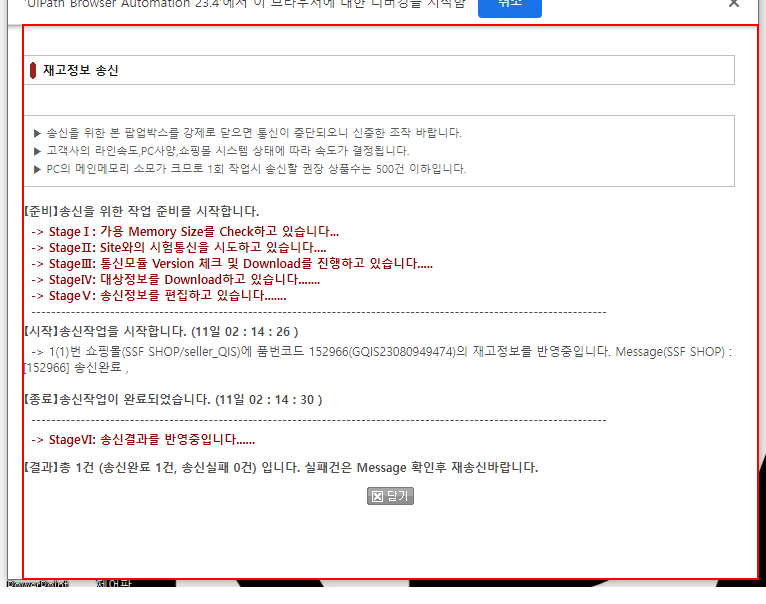 'UiPath Browser Automation 23.4'에서 이 브라우저에 대한 디버깅을 시작함 취소
재고정보 송신
▶ 송신을 위한 본 팝업박스를 강제로 닫으면 통신이 중단되오니 신중한 조작 바랍니다.
▶ 고객사의 라인속도,PC사양,쇼핑몰 시스템 상태에 따라 속도가 결정됩니다.
▶ PC의 메인메모리 소모가 크므로 1회 작업시 송신할 권장 상품수는 500건 이하입니다.
[준비]송신을 위한 작업 준비를 시작합니다.
-> StageⅠ: 가용 Memory Size를 Check하고 있습니다...
-> StageⅡ: Site와의 시험통신을 시도하고 있습니다....
-> StageⅢ: 통신모듈 Version 체크 및 Download를 진행하고 있습니다.....
-> StageⅣ: 대상정보를 Download하고 있습니다.......
-> StageⅤ: 송신정보를 편집하고 있습니다.......
[시작]송신작업을 시작합니다. (11일 02 : 14 : 26 )
-> 1(1)번 쇼핑몰(SSF SHOP/seller_QIS)에 품번코드 152966(GQIS23080949474)의 재고정보를 반영중입니다. Message(SSF SHOP) :
[152966] 송신완료 ,
[종료]송신작업이 완료되었습니다. (11일 02 : 14 : 30 )
-> StageⅥ: 송신결과를 반영중입니다......
[결과]총 1건 (송신완료 1건, 송신실패 0건) 입니다. 실패건은 Message 확인후 재송신바랍니다.
닫기
PowerPoint 제어판